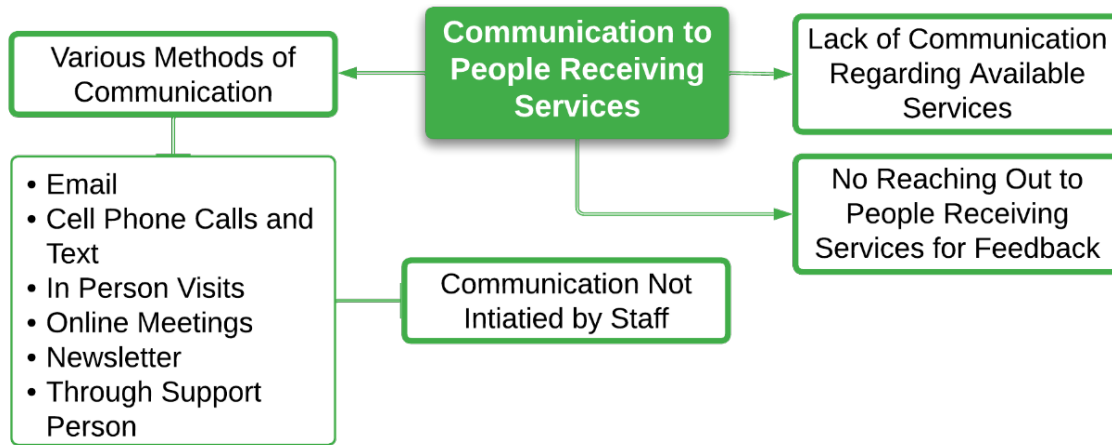 Communication to
People Receiving
Services
Various Methods of
Communication
• Email
• Cell Phone Calls and
Text
• In Person Visits
• Online Meetings
• Newsletter
• Through Support
Person
Communication Not
Intiatied by Staff
Lack of Communication
Regarding Available
Services
No Reaching Out to
People Receiving
Services for Feedback